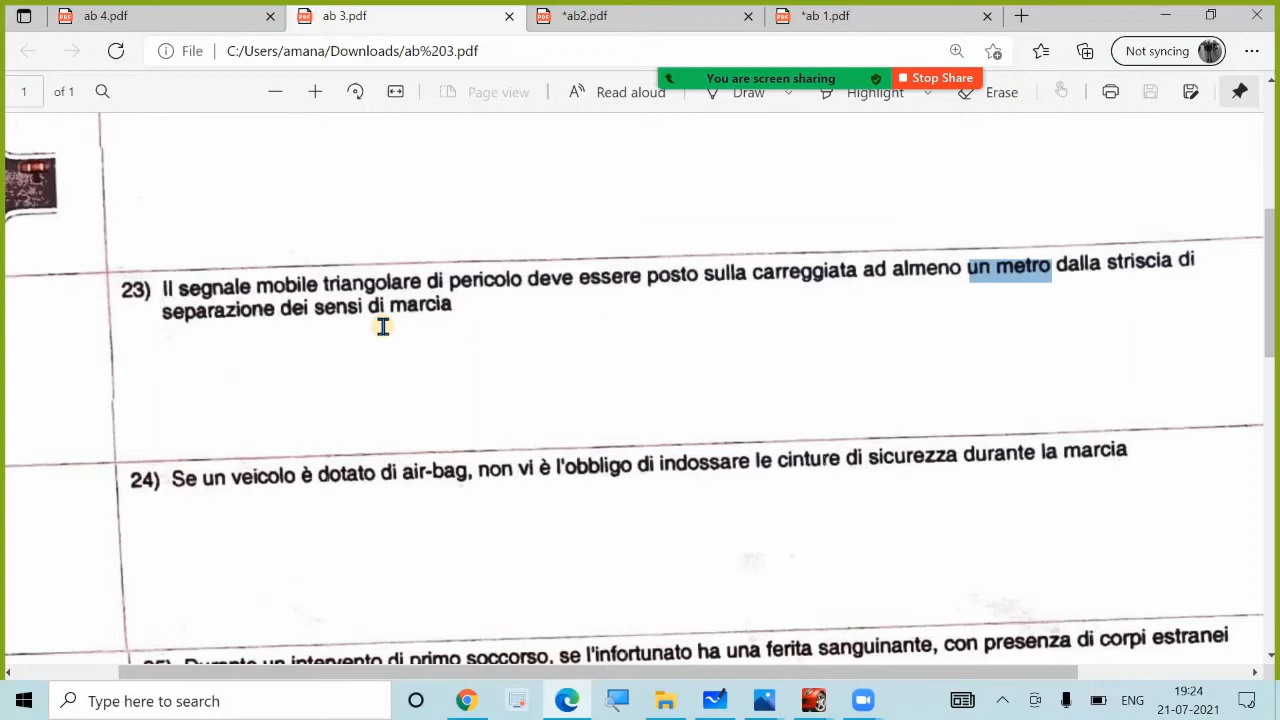 ab 4.pdf
ab 3.pdf
*ab2.pdf
*ab 1.pdf
File
C:/Users/amana/Downloads/ab%203.pdf
Not syncing
You are screen sharing
Stop Share
1
of 1
Page view
Read aloud
Draw
Highlight
Erase
23) Il segnale mobile triangolare di pericolo deve essere posto sulla carreggiata ad almeno un metro dalla striscia di
separazione dei sensi di marcia
24) Se un veicolo è dotato di air-bag, non vi è l'obbligo di indossare le cinture di sicurezza durante la marcia
25) Durante un intervento di primo soccorso, se l'infortunato ha una ferita sanguinante, con presenza di corpi estranei
Type here to search
ENG
19:24
21-07-2021